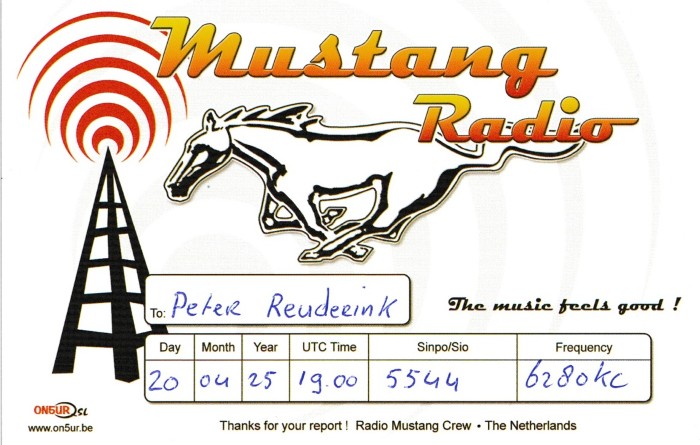 Mustang
Radio
To: Peter Reuderink
The music feels good !
Day Month Year UTC Time Sinpo/Sio Frequency
20 04 25 19.00 5544 6280kc
ON5UR QSL
www.on5ur.be
Thanks for your report ! Radio Mustang Crew • The Netherlands